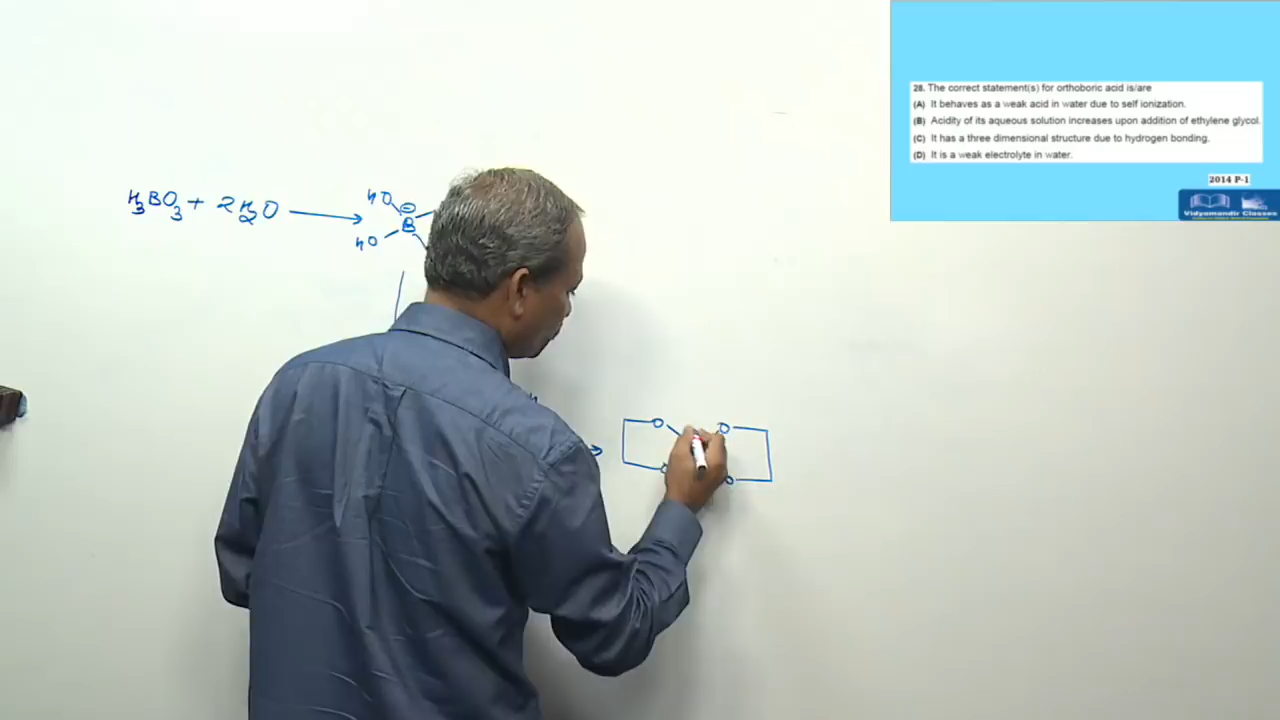 28. The correct statement(s) for orthoboric acid is/are
(A) It behaves as a weak acid in water due to self ionization.
(B) Acidity of its aqueous solution increases upon addition of ethylene glycol.
(C) It has a three dimensional structure due to hydrogen bonding.
(D) It is a weak electrolyte in water.
2014 P-1
Vidyamandir Classes
H3BO3 + 2H2O → HO B⊖
HO
O O
O O